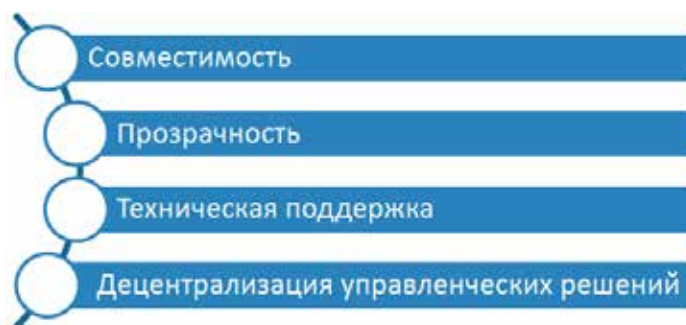 Совместимость
Прозрачность
Техническая поддержка
Децентрализация управленческих решений